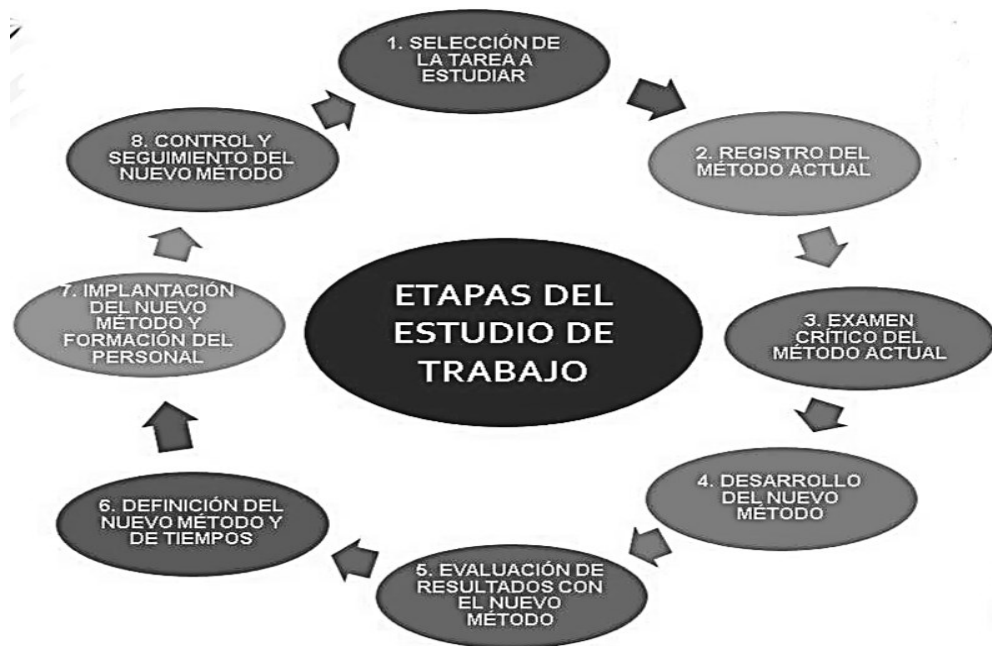 1. SELECCIÓN DE
LA TAREA A
ESTUDIAR
2. REGISTRO DEL
MÉTODO ACTUAL
3. EXAMEN
CRÍTICO DEL
MÉTODO ACTUAL
4. DESARROLLO
DEL NUEVO
MÉTODO
5. EVALUACIÓN DE
RESULTADOS CON
EL NUEVO
MÉTODO
6. DEFINICIÓN DEL
NUEVO MÉTODO Y
DE TIEMPOS
7. IMPLANTACIÓN
DEL NUEVO
MÉTODO Y
FORMACIÓN DEL
PERSONAL
8. CONTROL Y
SEGUIMIENTO DEL
NUEVO MÉTODO
ETAPAS DEL
ESTUDIO DE
TRABAJO